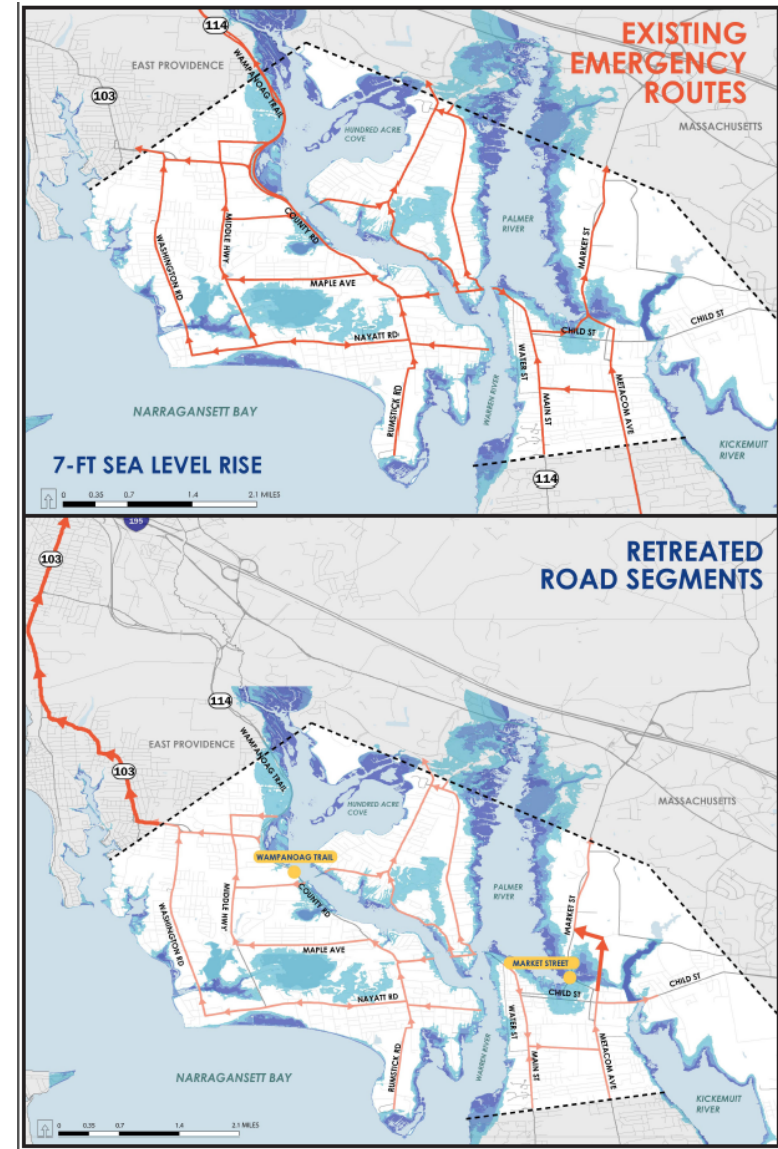 114
EXISTING
EMERGENCY
ROUTES
EAST PROVIDENCE
WAMPANOAG TRAIL
103
MASSACHUSETTS
HUNDRED ACRE
COVE
PALMER
RIVER
COUNTY RD
MIDDLE HWY
WASHINGTON RD
MARKET ST
MAPLE AVE
CHILD ST
CHILD ST
NAYATT RD
WATER ST
WARREN RIVER
RUMSTICK RD
MAIN ST
METACOM AVE
NARRAGANSETT BAY
KICKEMUIT
RIVER
7-FT SEA LEVEL RISE
114
0 0.35 0.7 1.4 2.1 MILES
195
103
RETREATED
ROAD SEGMENTS
114
EAST PROVIDENCE
WAMPANOAG TRAIL
103
MASSACHUSETTS
HUNDRED ACRE
COVE
WAMPANOAG TRAIL
PALMER
RIVER
COUNTY RD
MIDDLE HWY
WASHINGTON RD
MARKET ST
MAPLE AVE
MARKET STREET
CHILD ST
CHILD ST
NAYATT RD
WATER ST
WARREN RIVER
RUMSTICK RD
MAIN ST
METACOM AVE
NARRAGANSETT BAY
KICKEMUIT
RIVER
0 0.35 0.7 1.4 2.1 MILES